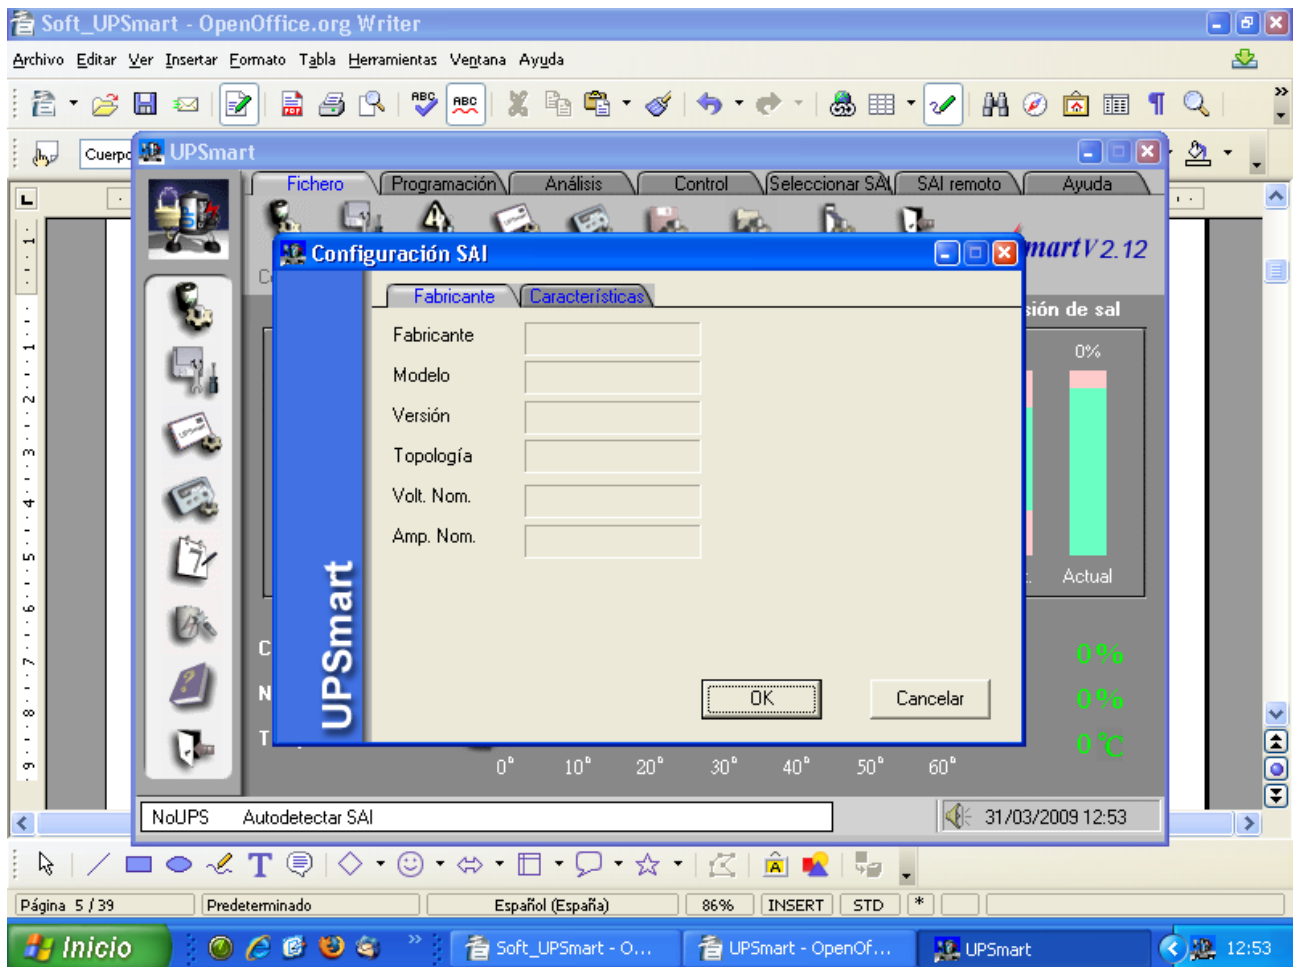 Soft_UPSmart - OpenOffice.org Writer
Archivo Editar Ver Insertar Formato Tabla Herramientas Ventana Ayuda
UPSmart
Fichero Programación Análisis Control Seleccionar SAI SAI remoto Ayuda
Configuración SAI
martV2.12
Fabricante Características
sión de sal
Fabricante
0%
Modelo
Versión
Topología
Volt. Nom.
Amp. Nom.
Actual
UPSmart
C
0%
N
0%
OK Cancelar
T
0°C
0° 10° 20° 30° 40° 50° 60°
NoUPS Autodetectar SAI
31/03/2009 12:53
Página 5 / 39 Predeterminado Español (España) 86% INSERT STD *
Inicio Soft_UPSmart - O... UPSmart - OpenOf... UPSmart 12:53